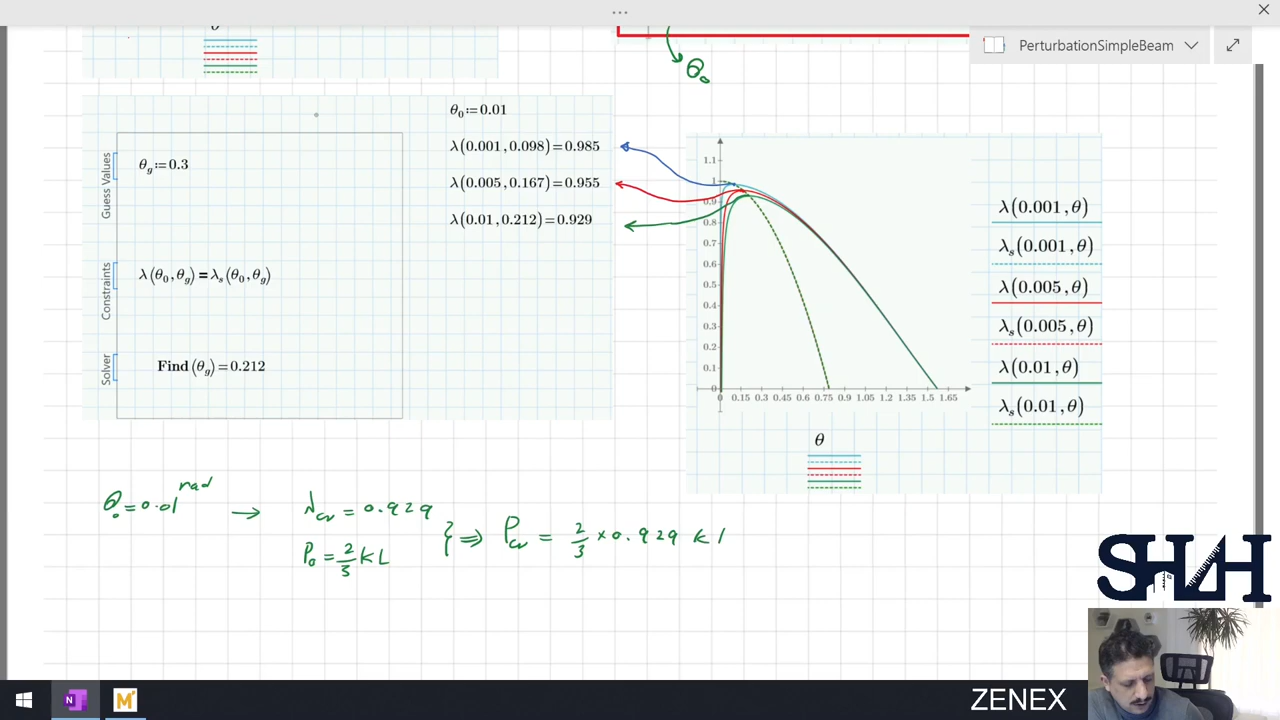 θ
PerturbationSimpleBeam
θ₀
θ₀:=0.01
λ(0.001,0.098)=0.985
λ(0.005,0.167)=0.955
λ(0.01,0.212)=0.929
Guess Values
θg:=0.3
Constraints
λ(θ₀,θg)=λs(θ₀,θg)
Solver
Find(θg)=0.212
1.1
1
0.9
0.8
0.7
0.6
0.5
0.4
0.3
0.2
0.1
0
0 0.15 0.3 0.45 0.6 0.75 0.9 1.05 1.2 1.35 1.5 1.65
θ
λ(0.001,θ)
λs(0.001,θ)
λ(0.005,θ)
λs(0.005,θ)
λ(0.01,θ)
λs(0.01,θ)
θ₀=0.01 rad → λcr = 0.929
P₀ = 2/3 kL
} ⇒ Pcr = 2/3 × 0.929 k l
SHZH
ZENEX